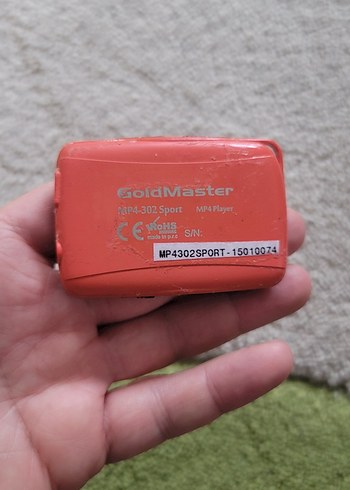 GoldMaster
MP4-302 Sport MP4 Player
CE RoHS
S/N:
MP4302SPORT-15010074